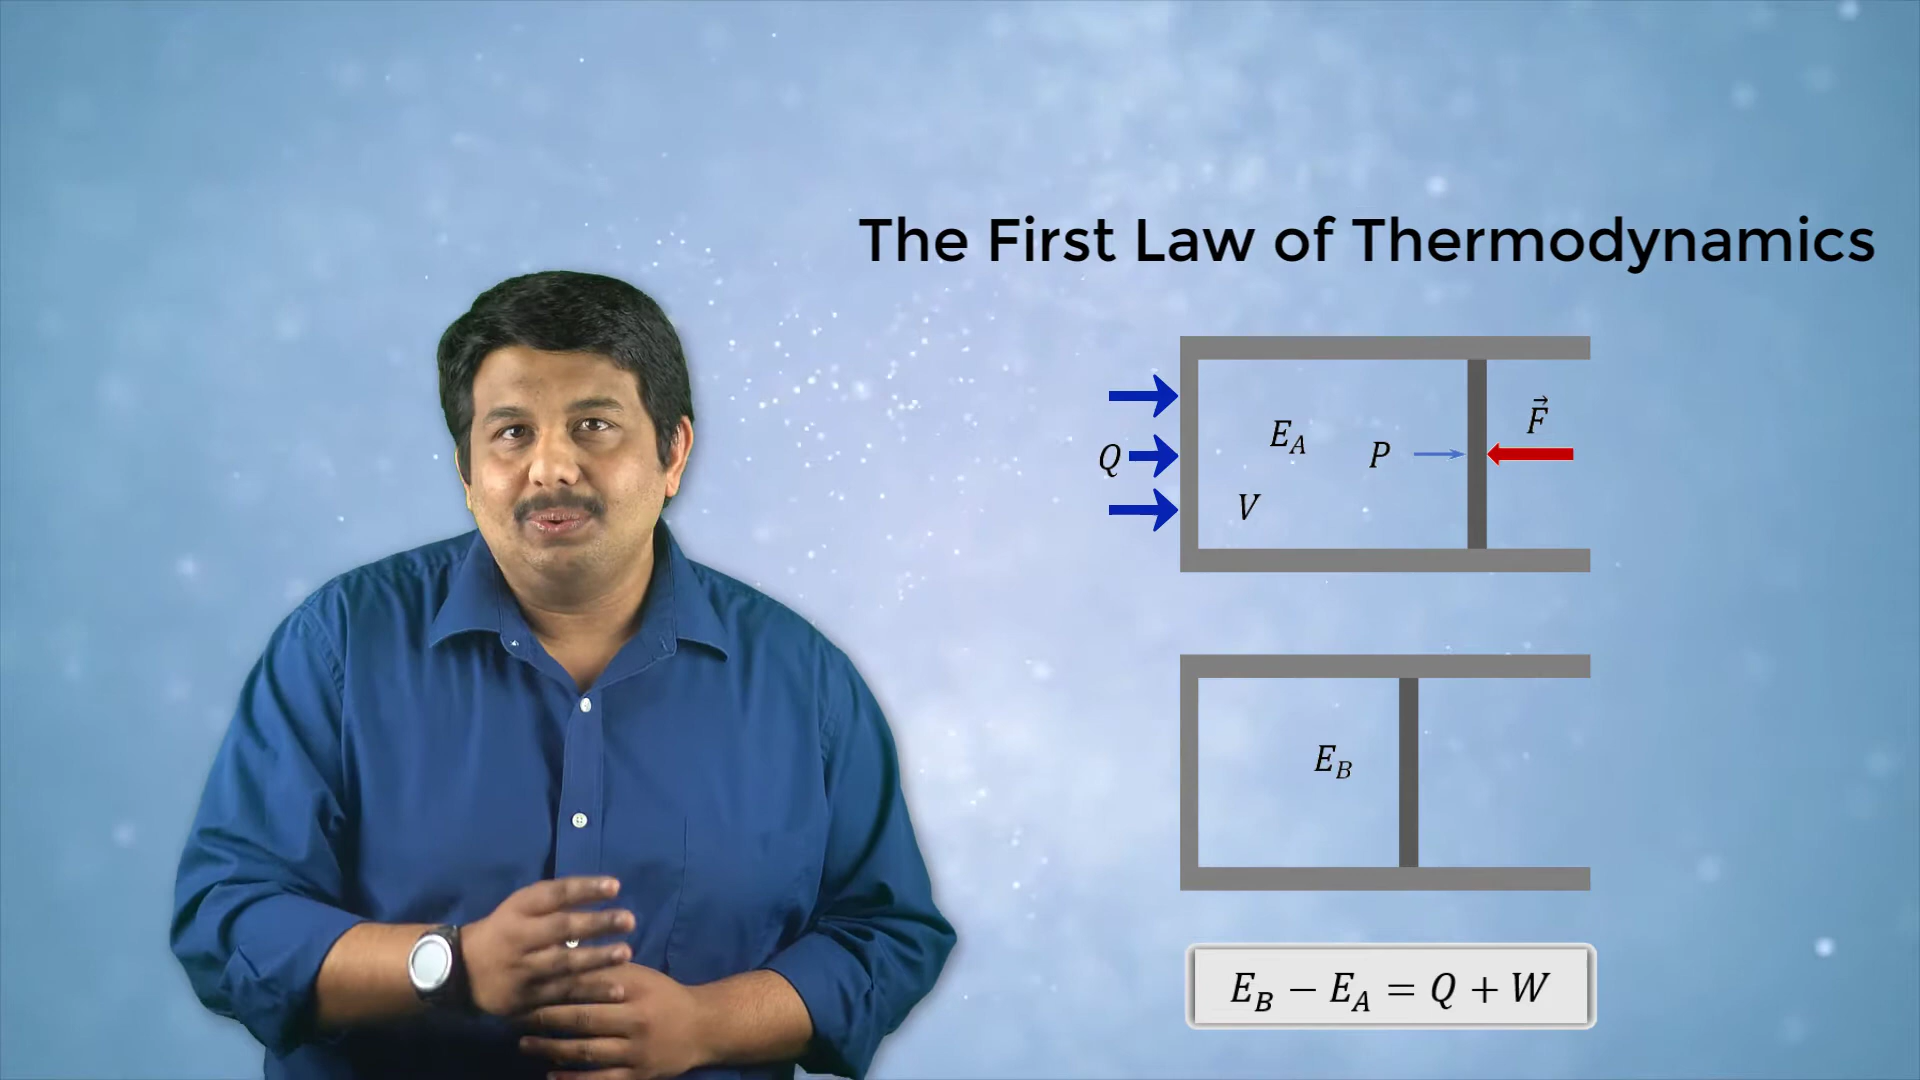 The First Law of Thermodynamics
F⃗
E_A P
Q
V
E_B
E_B − E_A = Q + W